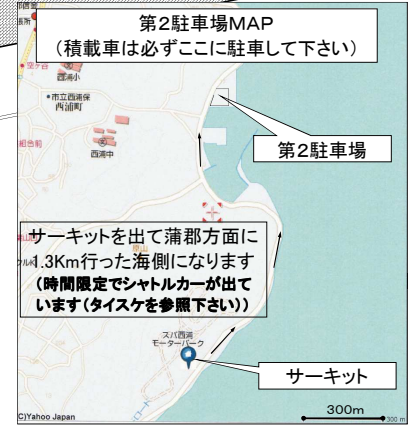 第2駐車場MAP
(積載車は必ずここに駐車して下さい)
西浦小
•市立西浦保
西浦町
西浦中
第2駐車場
サーキットを出て蒲郡方面に
1.3Km行った海側になります
(時間限定でシャトルカーが出て
います(タイスケを参照下さい))
原山
スパ西浦
モーターパーク
サーキット
ロード
300m
300 m
(C)Yahoo Japan